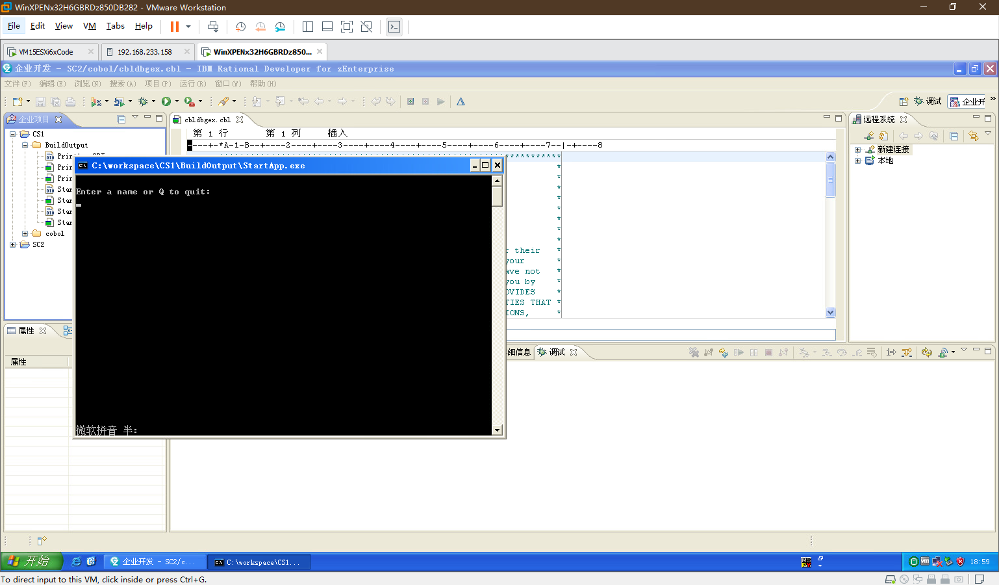 WinXPENx32H6GBRDz850DB282 - VMware Workstation
File Edit View VM Tabs Help
VM15ESXi6xCode
192.168.233.158
WinXPENx32H6GBRDz850...
企业开发 - SC2/cobol/cbldbgex.cbl - IBM Rational Developer for zEnterprise
文件(F) 编辑(E) 浏览(N) 搜索(A) 项目(P) 运行(R) 窗口(W) 帮助(H)
调试
企业开
企业项目
cbldbgex.cbl
远程系统
第 1 行 第 1 列 插入
----+-*A-1-B--+----2----+----3----+----4----+----5----+----6----+----7--|-+----8
CS1
BuildOutput
Prin
Prin
Prin
Star
Star
Star
Star
cobol
SC2
新建连接
本地
C:\workspace\CS1\BuildOutput\StartApp.exe
Enter a name or Q to quit:
微软拼音 半:
***********
*
*
*
*
*
*
*
*
their *
your *
ave not *
you by *
OVIDES *
TIES THAT *
IONS, *
属性
细信息
调试
属性
开始
企业开发 - SC2/c...
C:\workspace\CS1...
18:59
To direct input to this VM, click inside or press Ctrl+G.